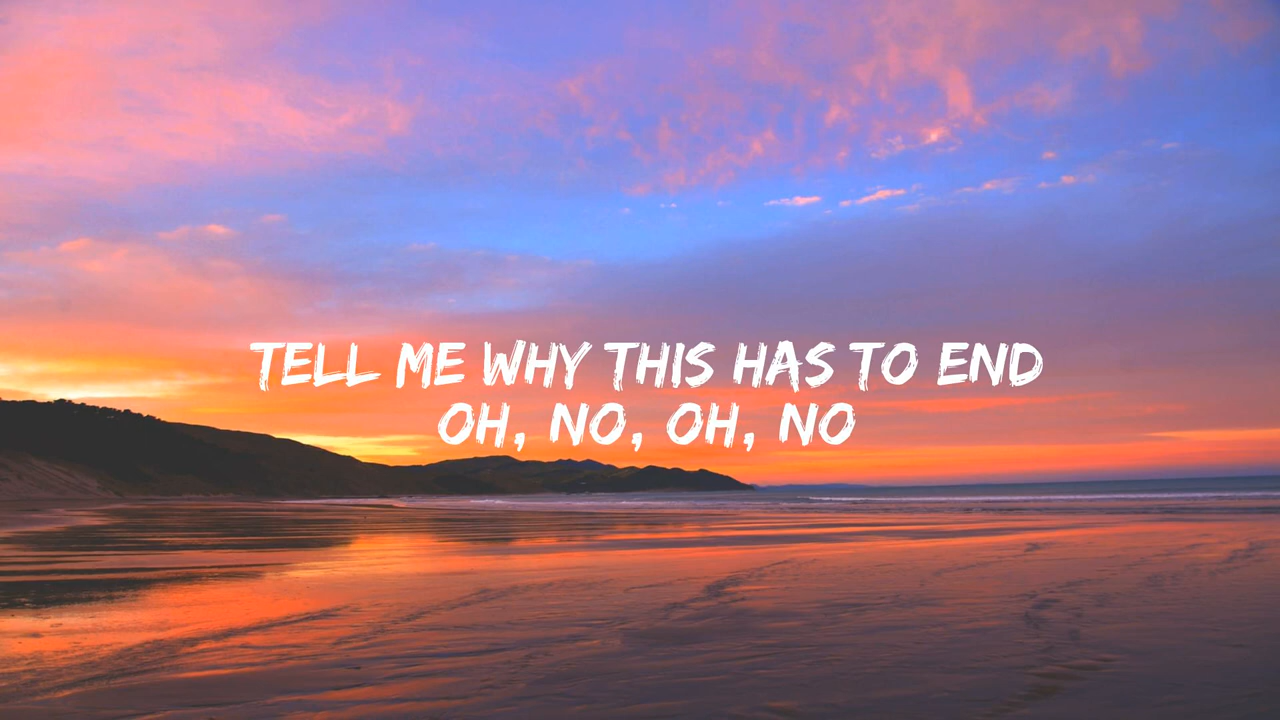 TELL ME WHY THIS HAS TO END
OH, NO, OH, NO